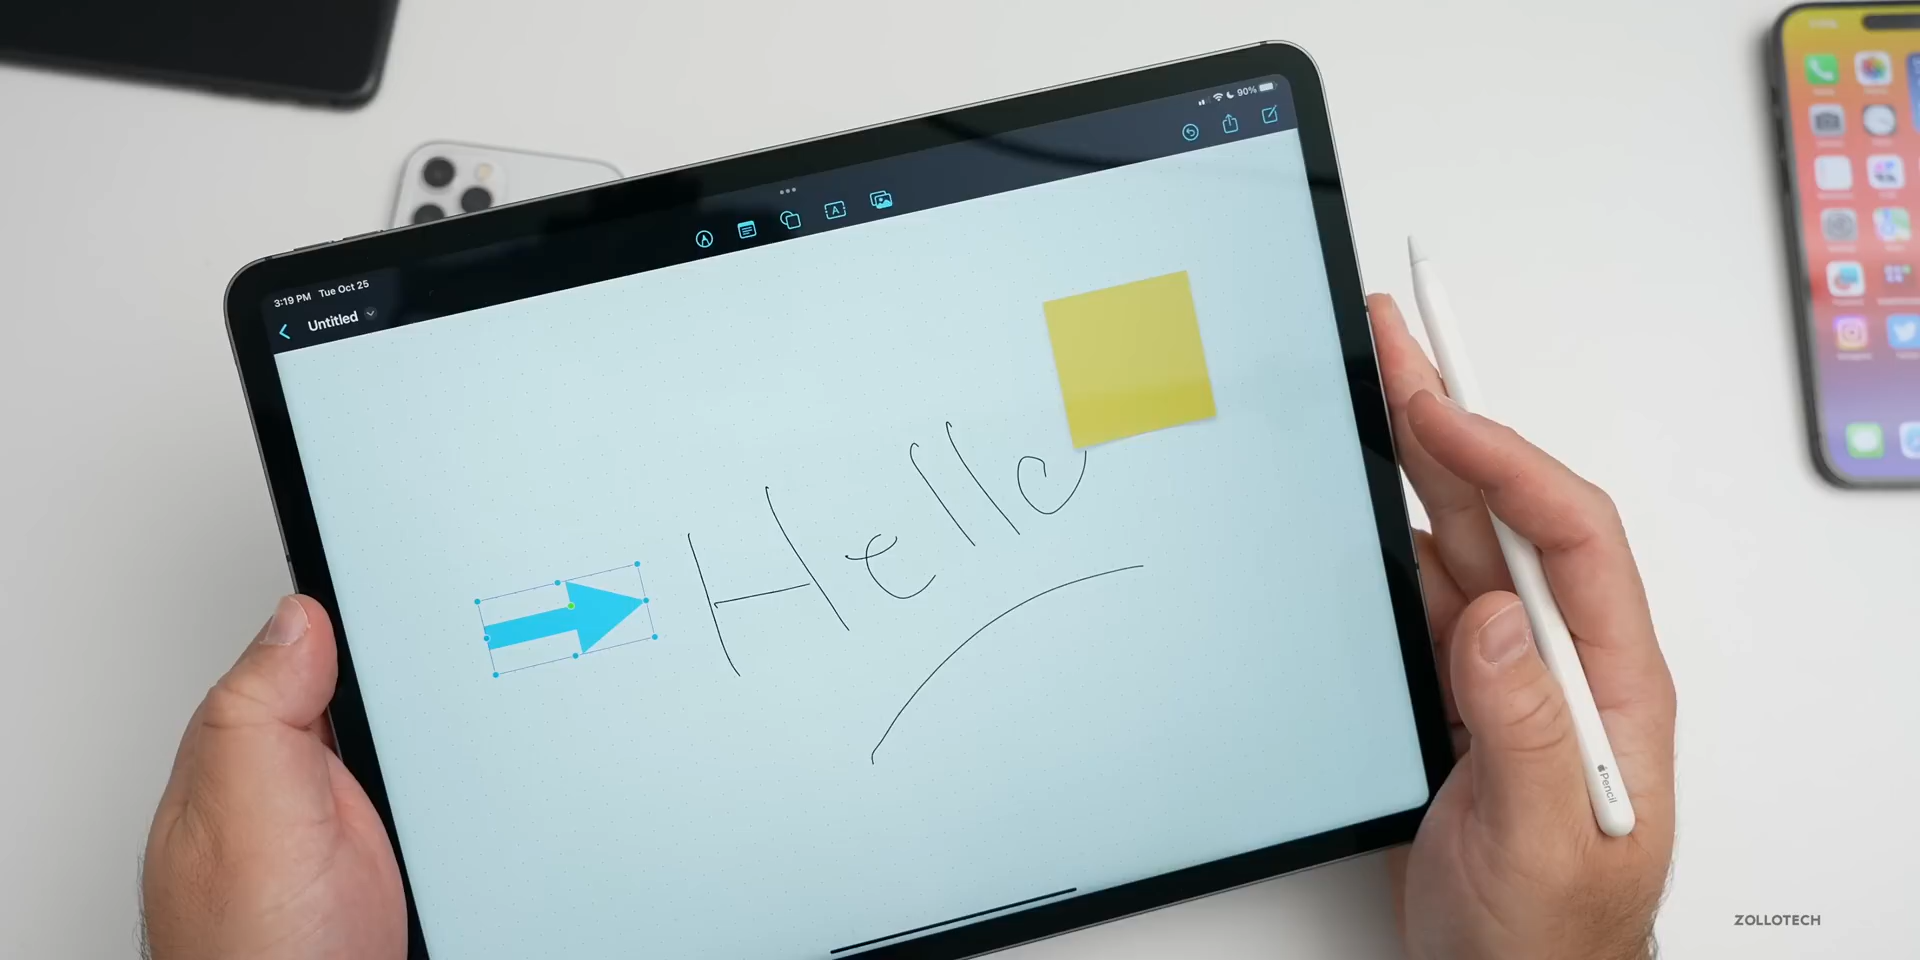 3:19 PM Tue Oct 25
90%
Untitled
A
Hello
Pencil
ZOLLOTECH